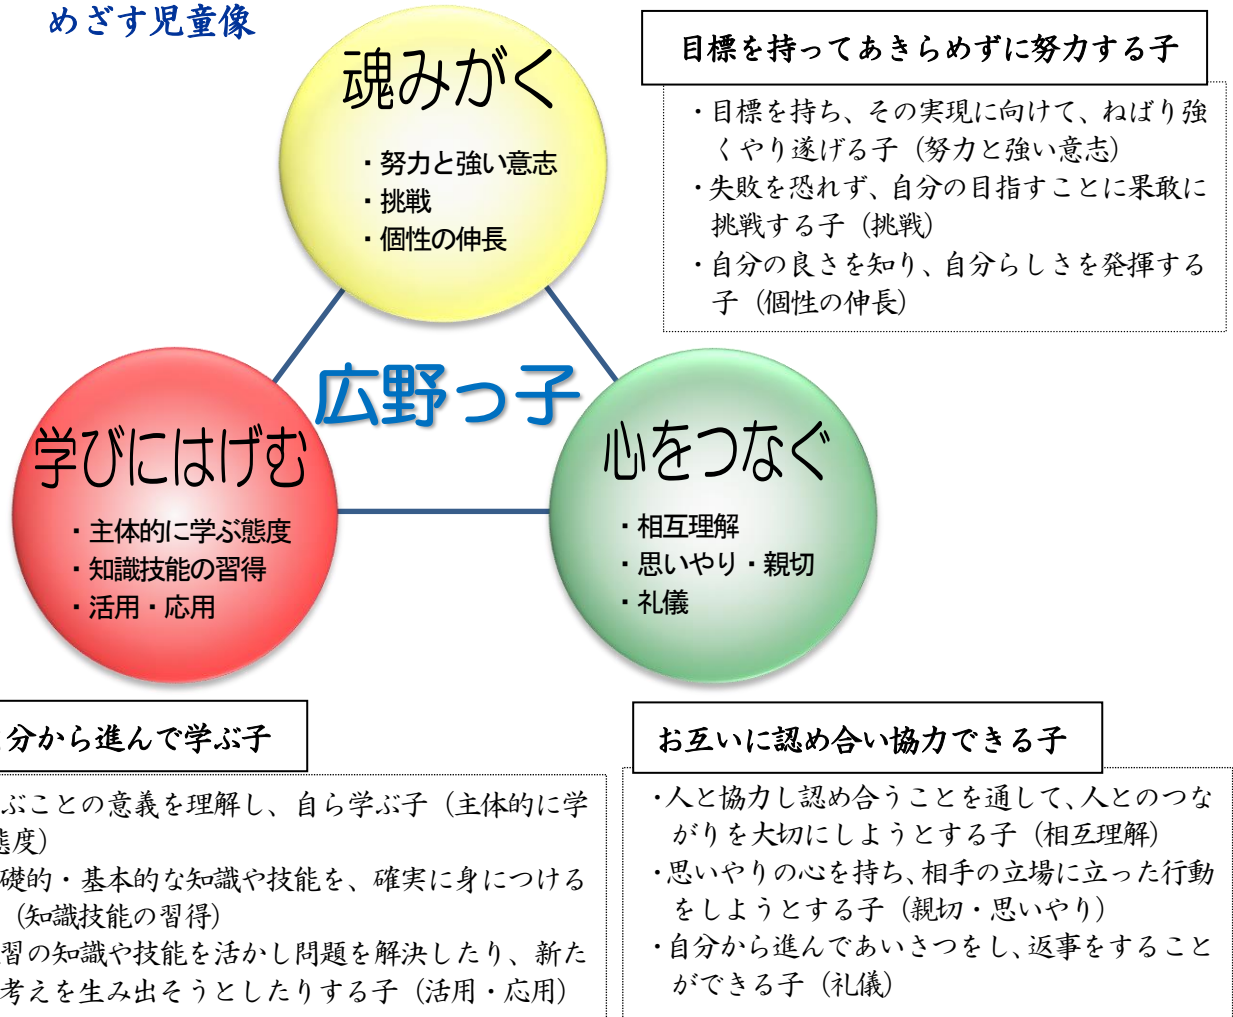 めざす児童像
魂みがく
・努力と強い意志
・挑戦
・個性の伸長
目標を持ってあきらめずに努力する子
・目標を持ち、その実現に向けて、ねばり強
くやり遂げる子（努力と強い意志）
・失敗を恐れず、自分の目指すことに果敢に
挑戦する子（挑戦）
・自分の良さを知り、自分らしさを発揮する
子（個性の伸長）
広野っ子
学びにはげむ
・主体的に学ぶ態度
・知識技能の習得
・活用・応用
心をつなぐ
・相互理解
・思いやり・親切
・礼儀
分から進んで学ぶ子
ぶことの意義を理解し、自ら学ぶ子（主体的に学
態度）
礎的・基本的な知識や技能を、確実に身につける
（知識技能の習得）
習の知識や技能を活かし問題を解決したり、新た
考えを生み出そうとしたりする子（活用・応用）
お互いに認め合い協力できる子
・人と協力し認め合うことを通して、人とのつな
がりを大切にしようとする子（相互理解）
・思いやりの心を持ち、相手の立場に立った行動
をしようとする子（親切・思いやり）
・自分から進んであいさつをし、返事をすること
ができる子（礼儀）